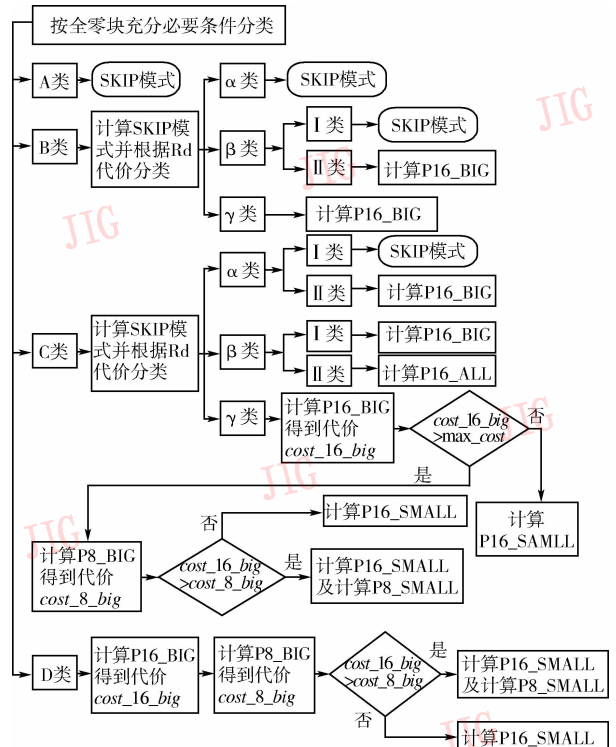 按全零块充分必要条件分类
A类
SKIP模式
B类
计算SKIP模
式并根据Rd
代价分类
α类
SKIP模式
β类
Ⅰ类
SKIP模式
Ⅱ类
计算P16_BIG
γ类
计算P16_BIG
C类
计算SKIP模
式并根据Rd
代价分类
α类
Ⅰ类
SKIP模式
Ⅱ类
计算P16_BIG
β类
Ⅰ类
计算P16_BIG
Ⅱ类
计算P16_ALL
γ类
计算P16_BIG
得到代价
cost_16_big
cost_16_big
>max_cost
否
是
计算
P16_SAMLL
计算P8_BIG
得到代价
cost_8_big
cost_16_big
>cost_8_big
否
计算P16_SMALL
是
计算P16_SMALL
及计算P8_SMALL
D类
计算P16_BIG
得到代价
cost_16_big
计算P8_BIG
得到代价
cost_8_big
cost_16_big
>cost_8_big
是
计算P16_SMALL
及计算P8_SMALL
否
计算P16_SMALL
JIG
JIG
JIG
JIG
JIG
JIG
JIG